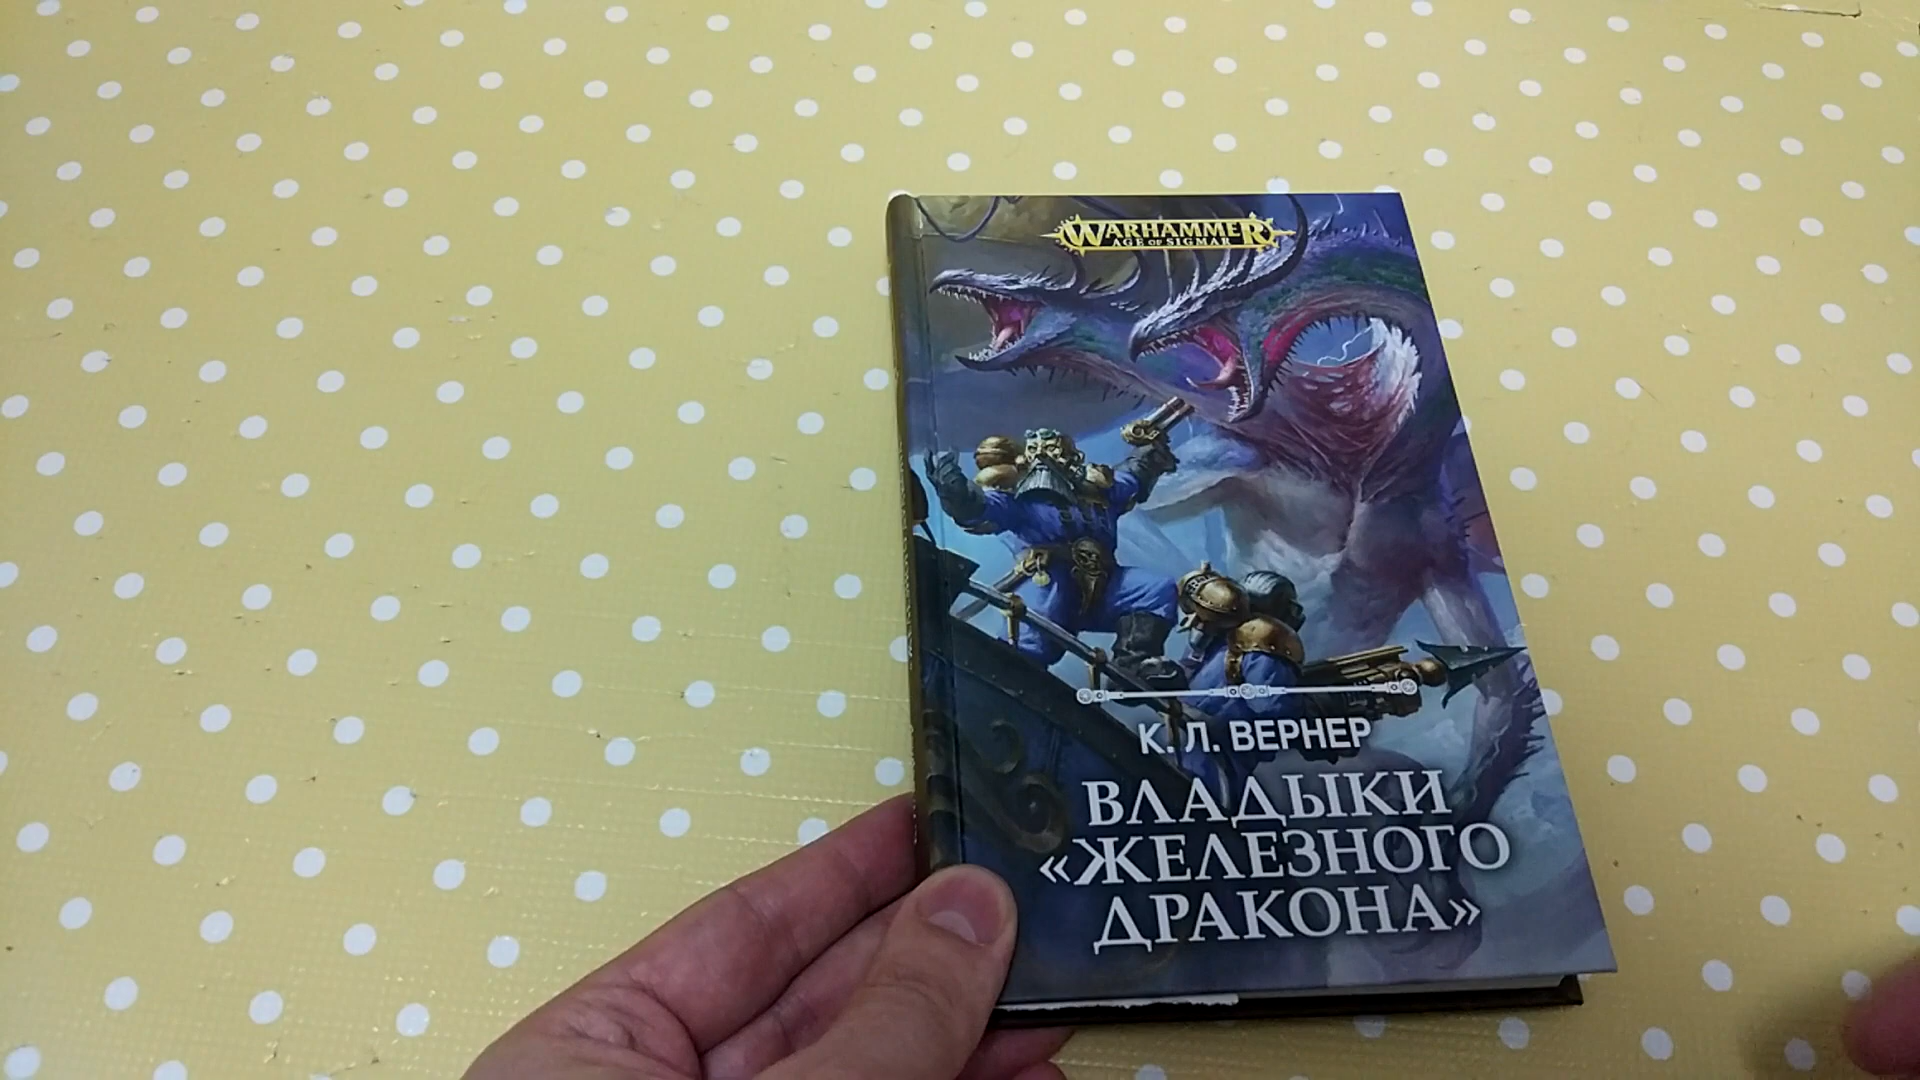 WARHAMMER
AGE OF SIGMAR
К. Л. ВЕРНЕР
ВЛАДЫКИ
«ЖЕЛЕЗНОГО
ДРАКОНА»